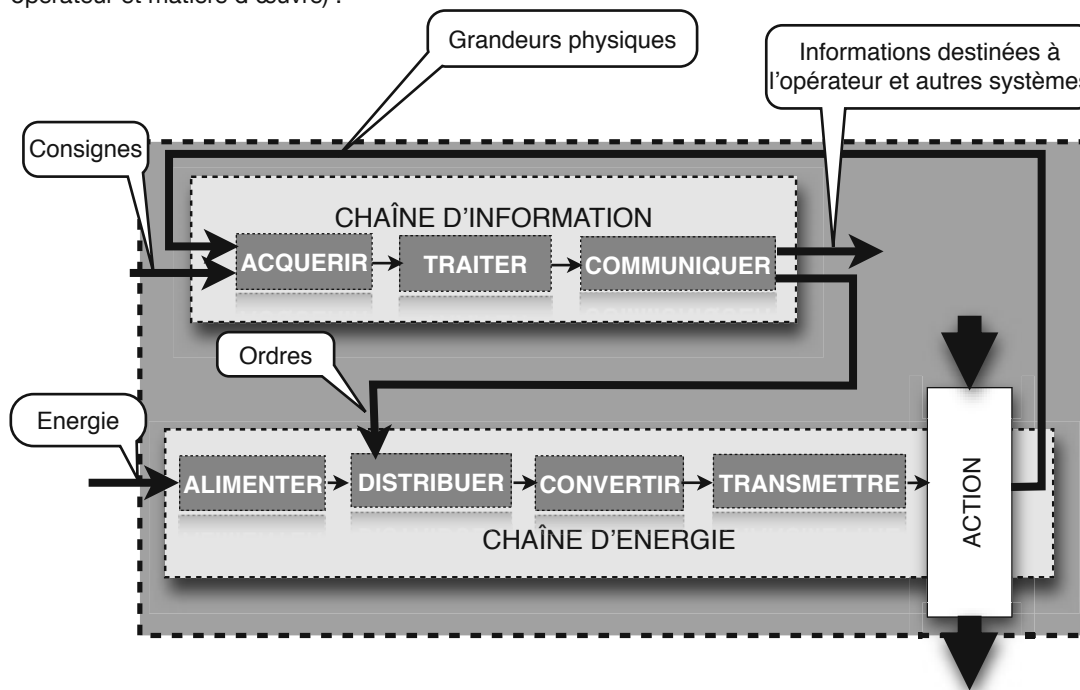 opérateur et matière d'œuvre) :
Grandeurs physiques
Informations destinées à
l'opérateur et autres systèmes
Consignes
CHAÎNE D'INFORMATION
ACQUERIR
TRAITER
COMMUNIQUER
Ordres
Energie
ALIMENTER
DISTRIBUER
CONVERTIR
TRANSMETTRE
ACTION
CHAÎNE D'ENERGIE